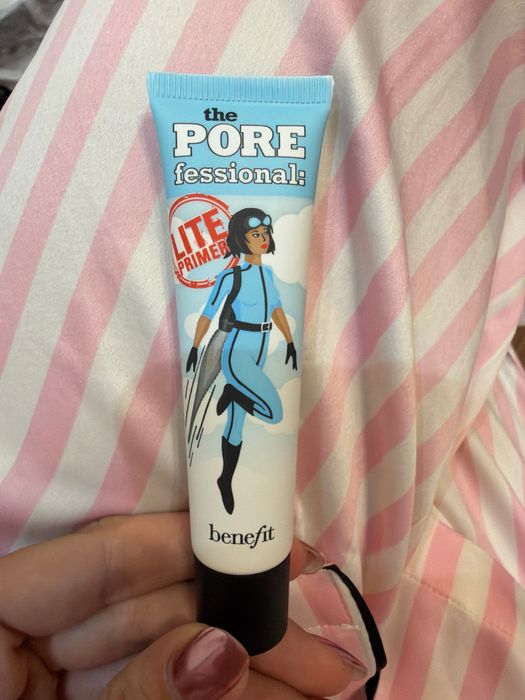 the
PORE
fessional:
LITE
PRIMER
benefit